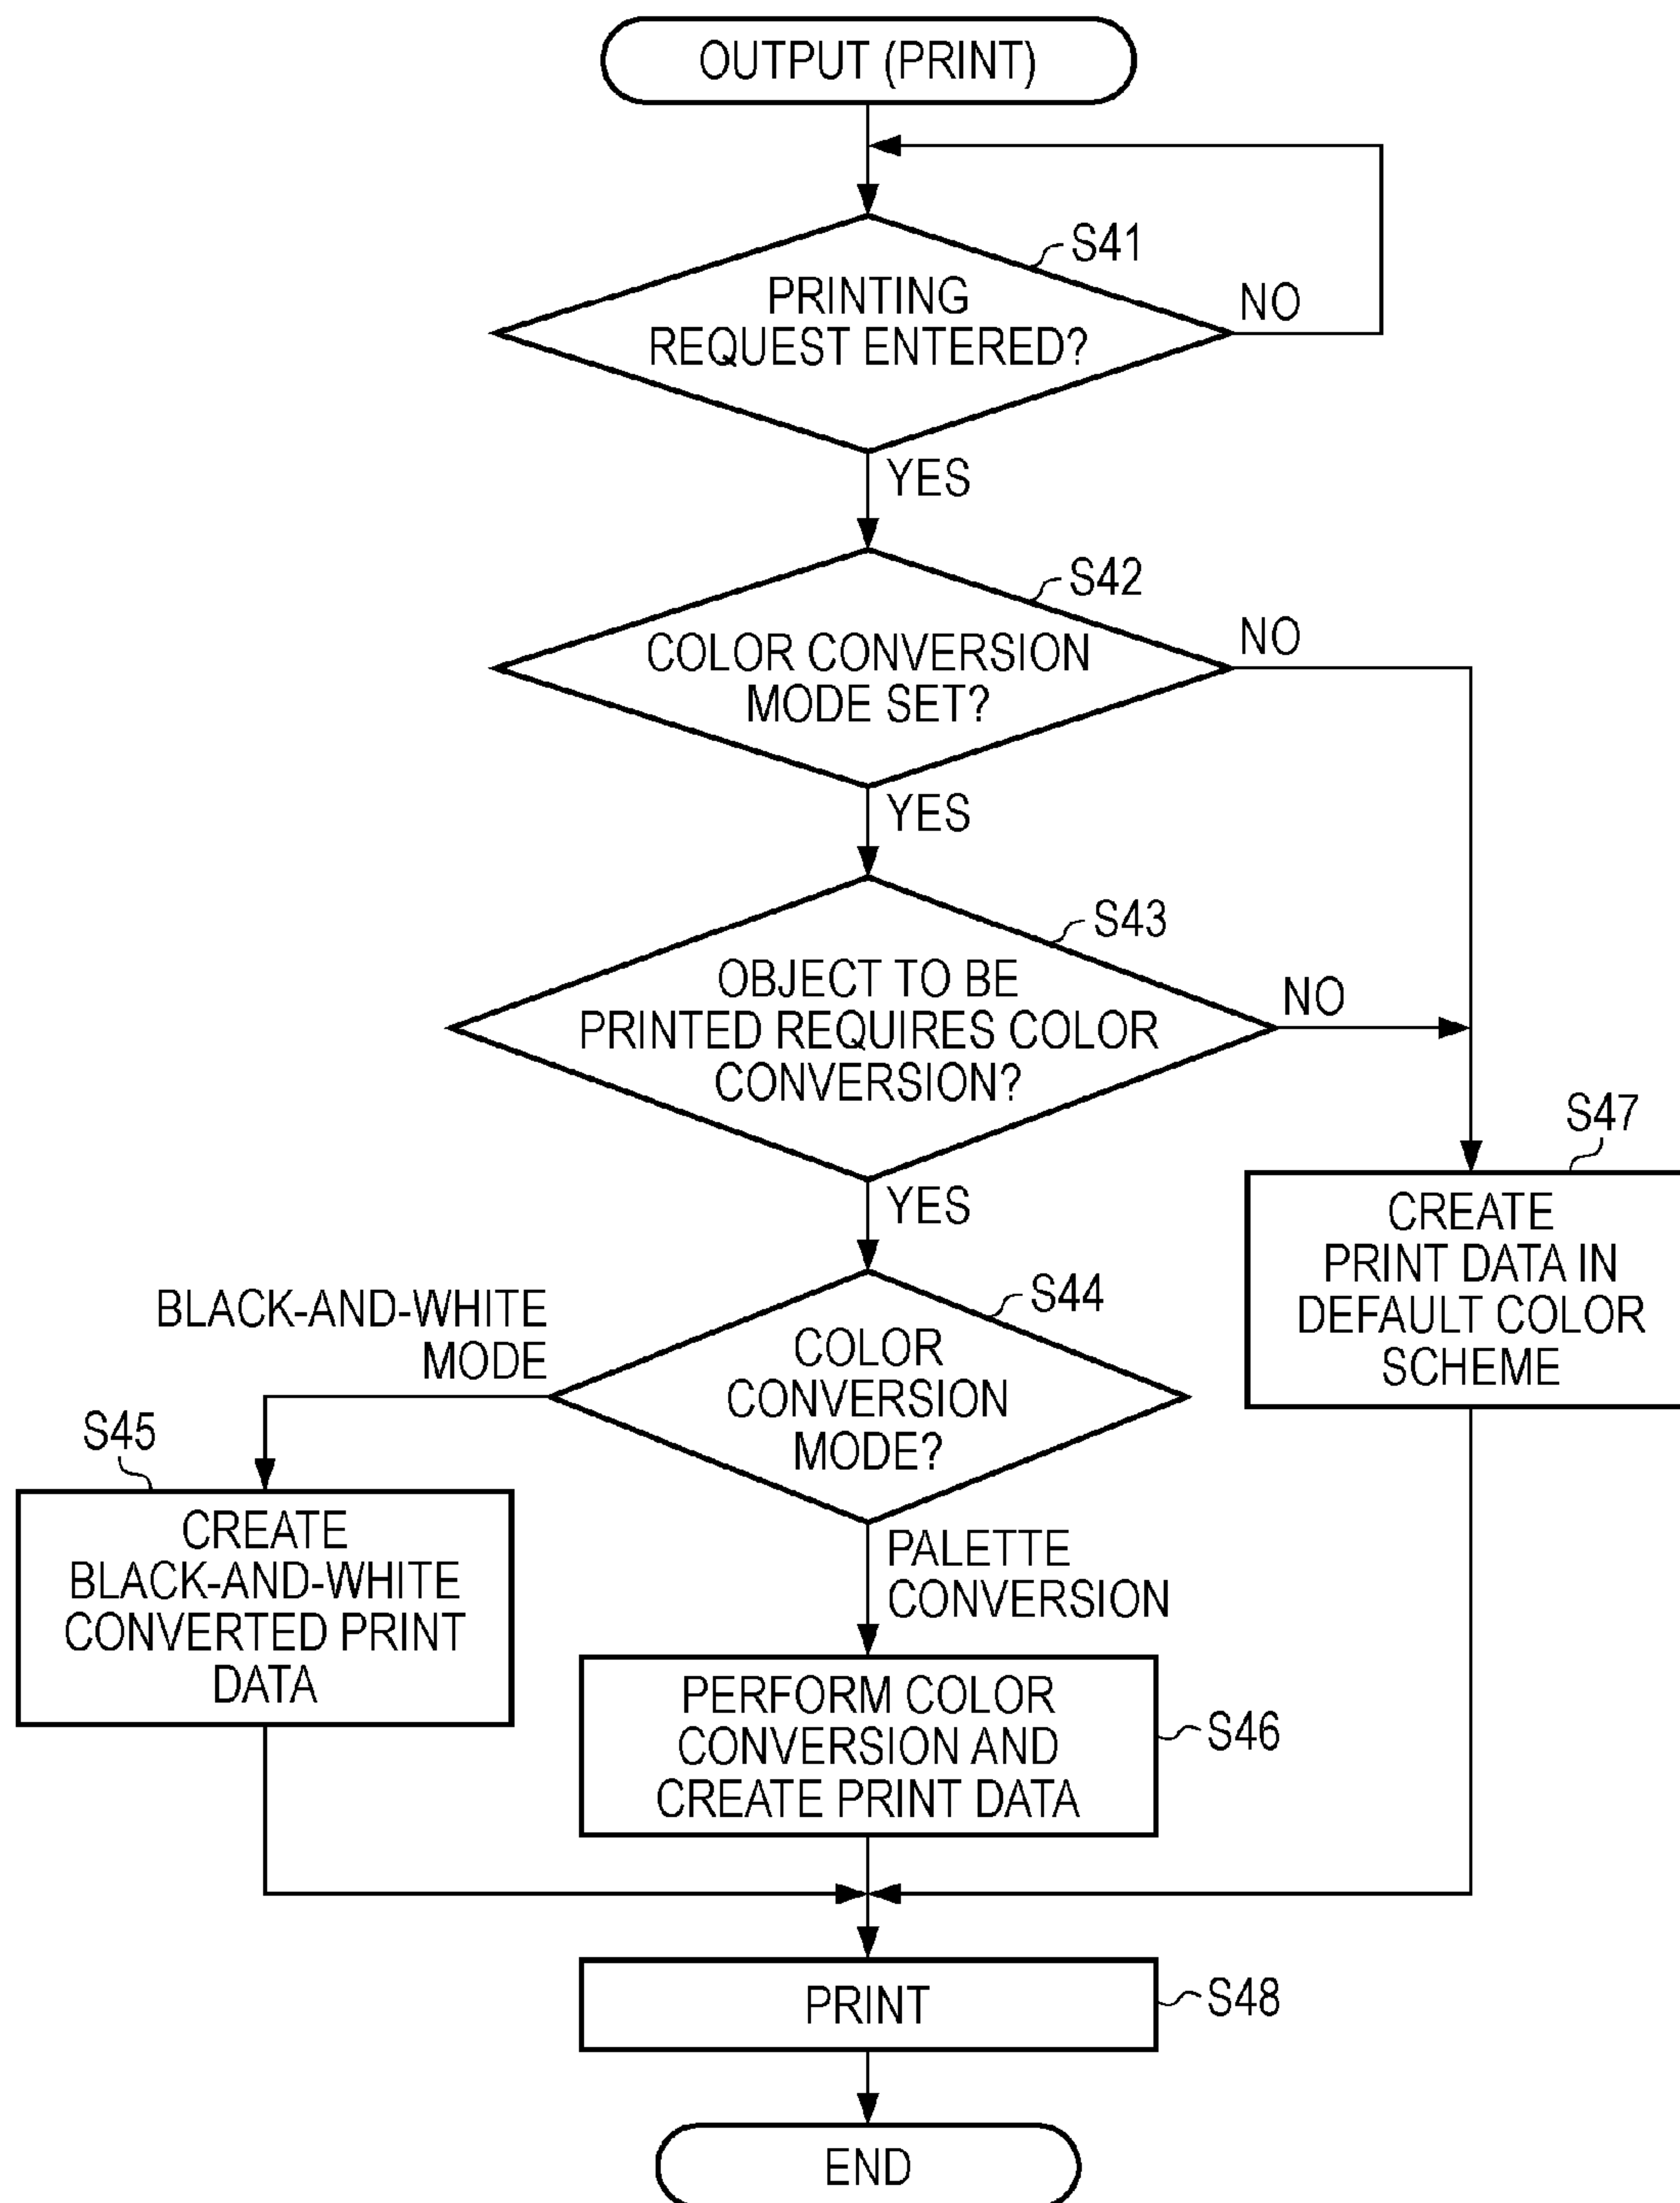 OUTPUT (PRINT)
S41
PRINTING
REQUEST ENTERED?
NO
YES
S42
COLOR CONVERSION
MODE SET?
NO
YES
S43
OBJECT TO BE
PRINTED REQUIRES COLOR
CONVERSION?
NO
YES
S47
CREATE
PRINT DATA IN
DEFAULT COLOR
SCHEME
S44
COLOR
CONVERSION
MODE?
BLACK-AND-WHITE
MODE
S45
CREATE
BLACK-AND-WHITE
CONVERTED PRINT
DATA
PALETTE
CONVERSION
PERFORM COLOR
CONVERSION AND
CREATE PRINT DATA
S46
PRINT
S48
END